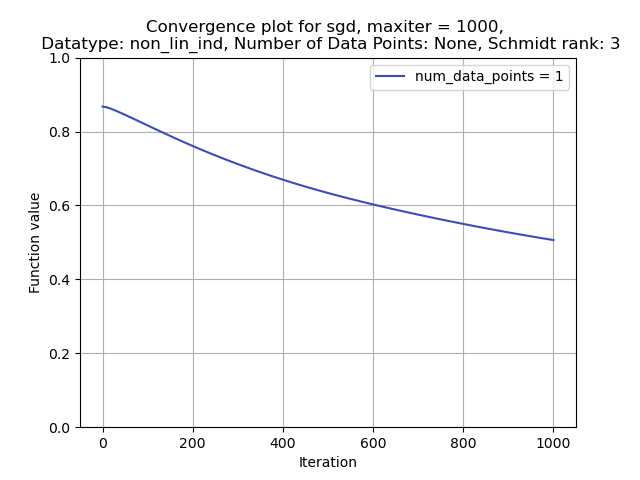 Convergence plot for sgd, maxiter = 1000,
Datatype: non_lin_ind, Number of Data Points: None, Schmidt rank: 3
num_data_points = 1
1.0
0.8
0.6
0.4
0.2
0.0
Function value
0 200 400 600 800 1000
Iteration